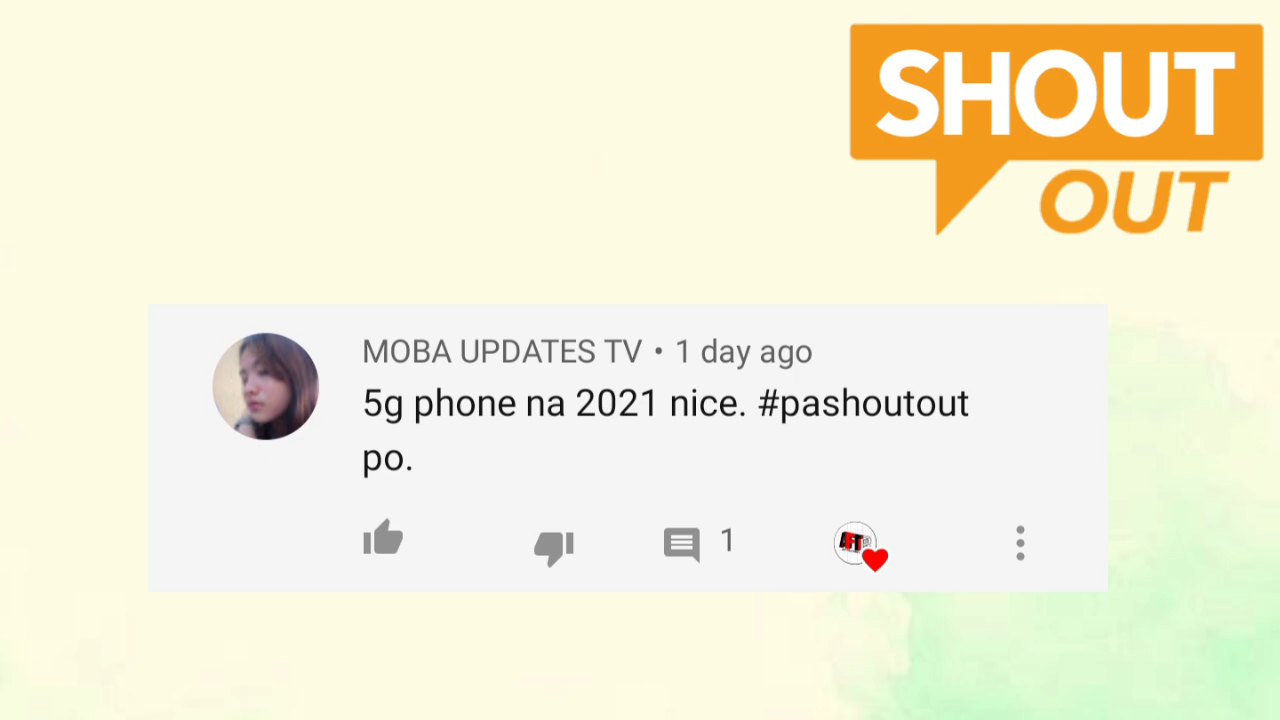 SHOUT
OUT
MOBA UPDATES TV • 1 day ago
5g phone na 2021 nice. #pashoutout
po.
1